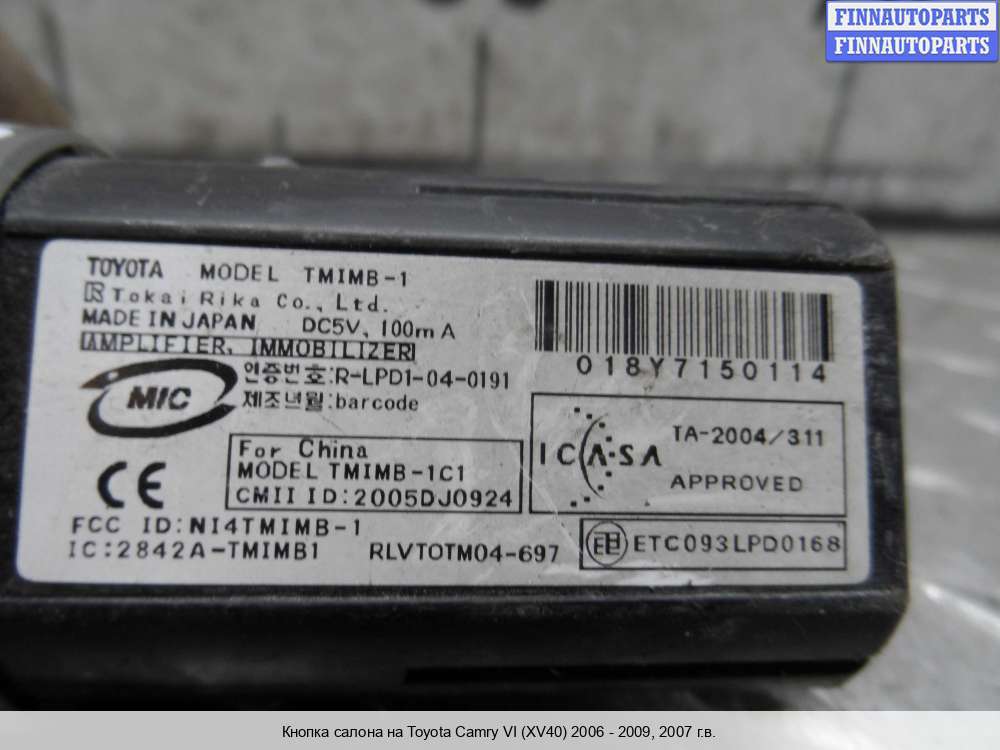 FINNAUTOPARTS
FINNAUTOPARTS
TOYOTA MODEL TMIMB-1
Tokai Rika Co., Ltd.
MADE IN JAPAN DC5V, 100mA
AMPLIFIER, IMMOBILIZER
018Y7150114
MIC
인증번호:R-LPD1-04-0191
제조년월:barcode
CE
For China
MODEL TMIMB-1C1
CMII ID:2005DJ0924
ICASA TA-2004/311
APPROVED
FCC ID:NI4TMIMB-1
IC:2842A-TMIMB1 RLVTOTM04-697
ETC093LPD0168
Кнопка салона на Toyota Camry VI (XV40) 2006 - 2009, 2007 г.в.